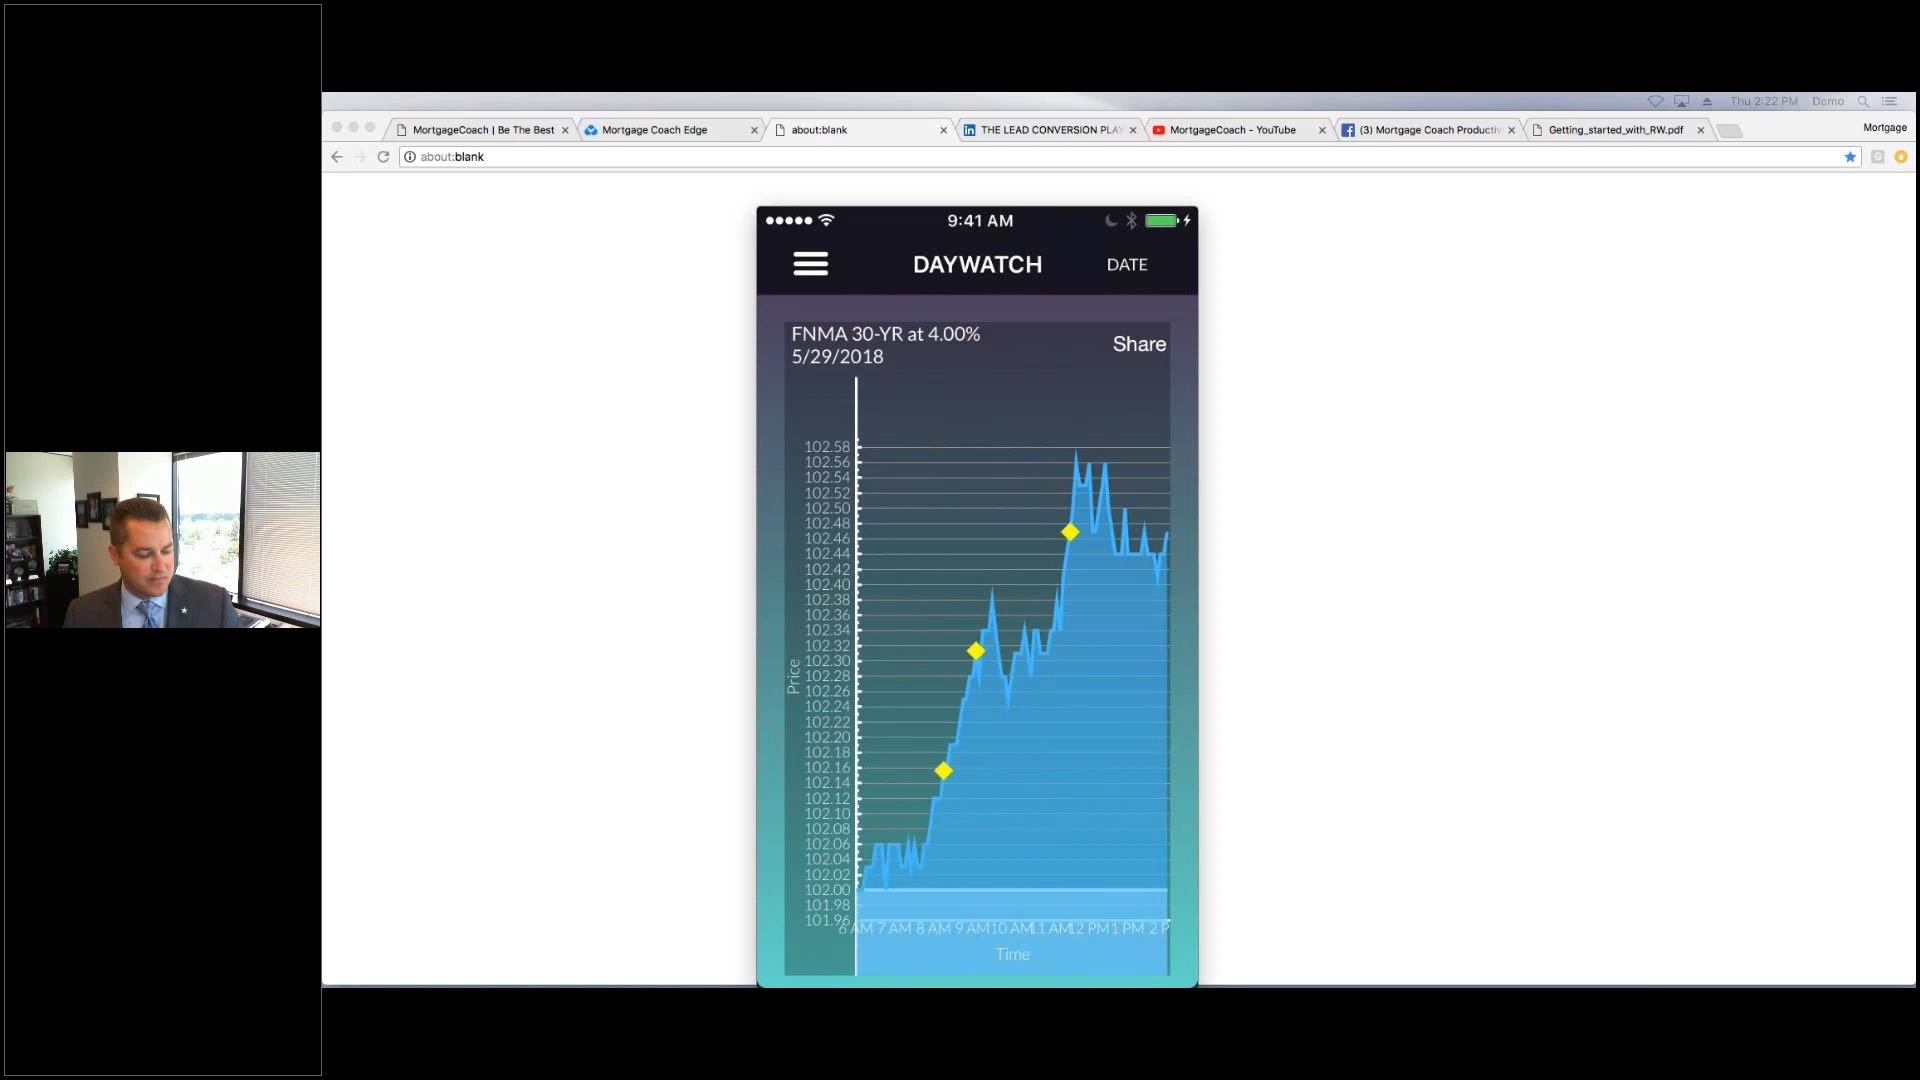 Thu 2:22 PM Demo
MortgageCoach | Be The Best
Mortgage Coach Edge
about:blank
THE LEAD CONVERSION PLAY
MortgageCoach - YouTube
(3) Mortgage Coach Productiv
Getting_started_with_RW.pdf
Mortgage
about:blank
9:41 AM
DAYWATCH
DATE
FNMA 30-YR at 4.00%
5/29/2018
Share
102.58
102.56
102.54
102.52
102.50
102.48
102.46
102.44
102.42
102.40
102.38
102.36
102.34
102.32
102.30
102.28
102.26
102.24
102.22
102.20
102.18
102.16
102.14
102.12
102.10
102.08
102.06
102.04
102.02
102.00
101.98
101.96
Price
6 AM 7 AM 8 AM 9 AM 10 AM 11 AM 12 PM 1 PM 2 P
Time